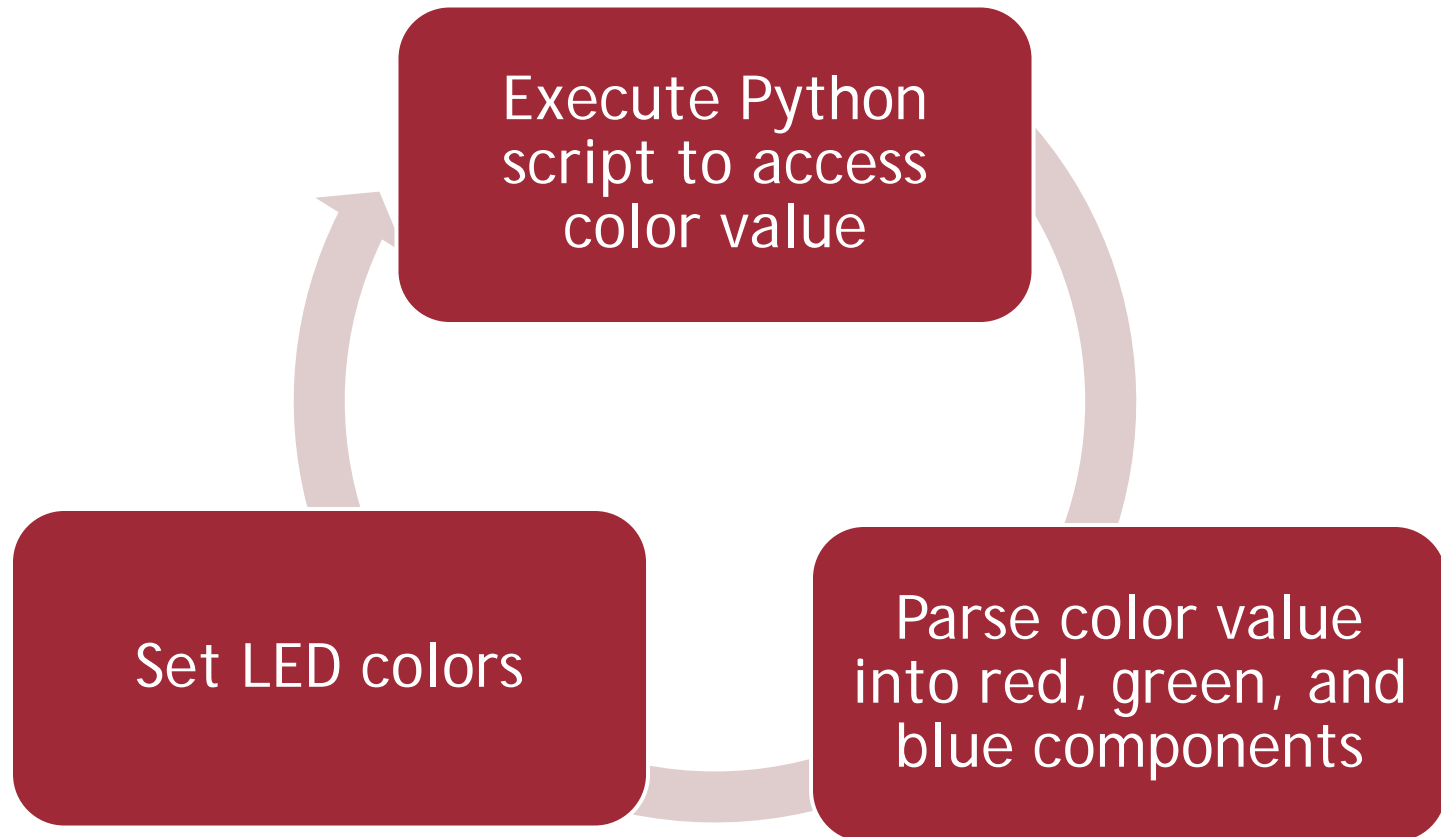 Execute Python
script to access
color value
Parse color value
into red, green, and
blue components
Set LED colors